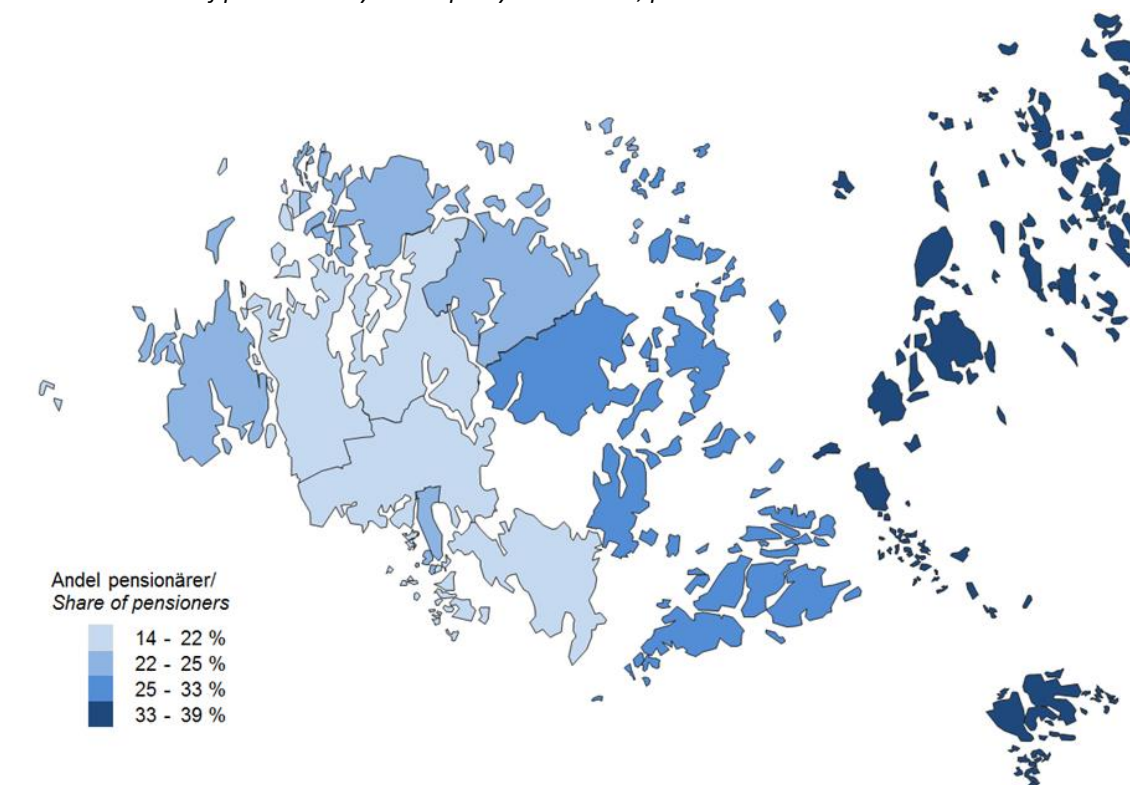 Andel pensionärer/
Share of pensioners
14 - 22 %
22 - 25 %
25 - 33 %
33 - 39 %